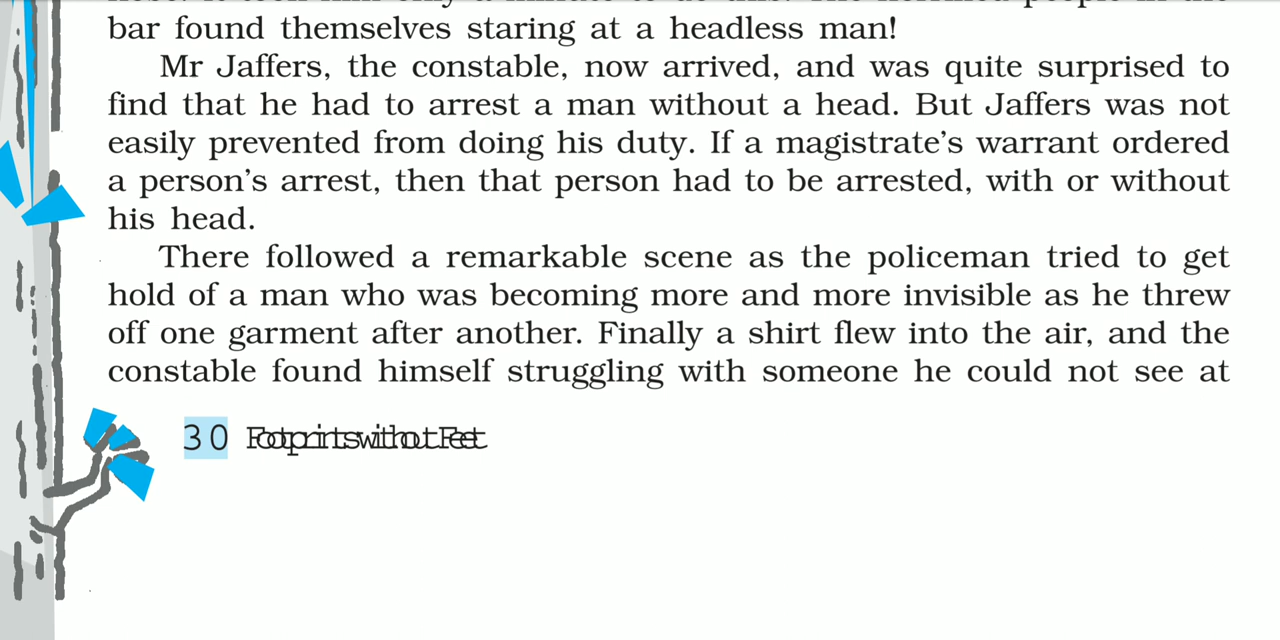 bar found themselves staring at a headless man!
Mr Jaffers, the constable, now arrived, and was quite surprised to
find that he had to arrest a man without a head. But Jaffers was not
easily prevented from doing his duty. If a magistrate's warrant ordered
a person's arrest, then that person had to be arrested, with or without
his head.
There followed a remarkable scene as the policeman tried to get
hold of a man who was becoming more and more invisible as he threw
off one garment after another. Finally a shirt flew into the air, and the
constable found himself struggling with someone he could not see at
30 Footprints without Feet